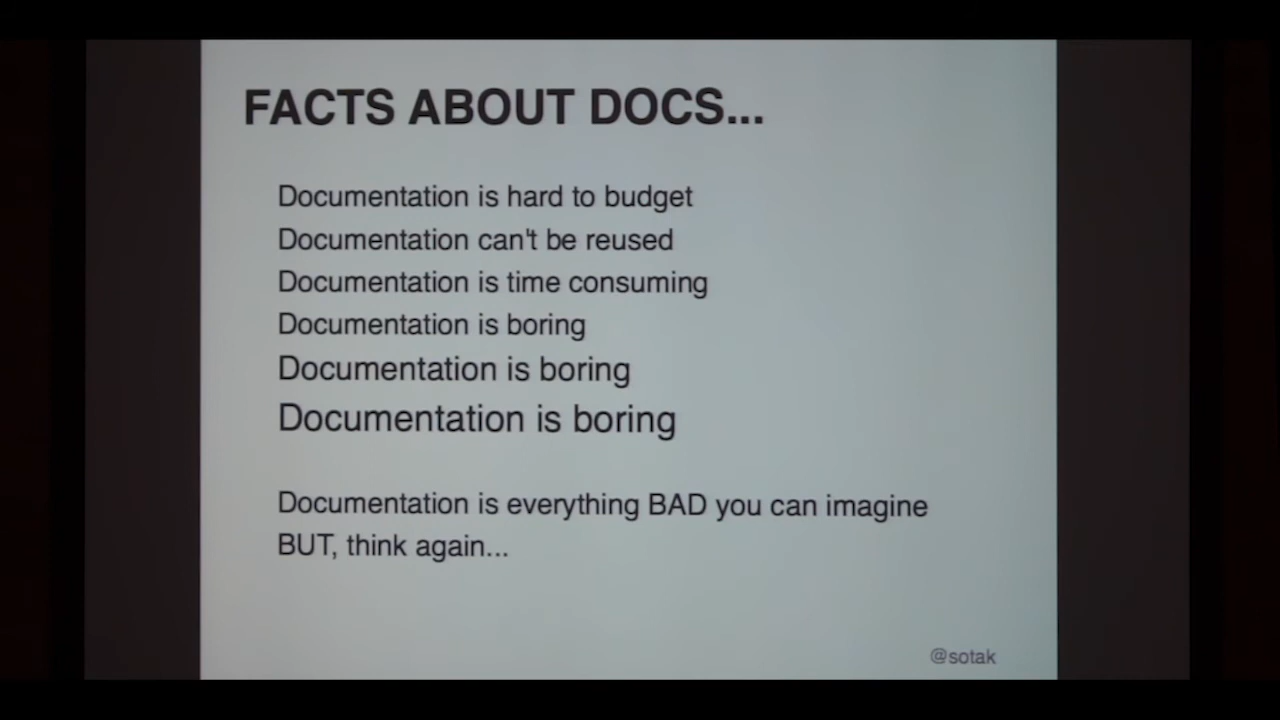 FACTS ABOUT DOCS...
Documentation is hard to budget
Documentation can't be reused
Documentation is time consuming
Documentation is boring
Documentation is boring
Documentation is boring
Documentation is everything BAD you can imagine
BUT, think again...
@sotak